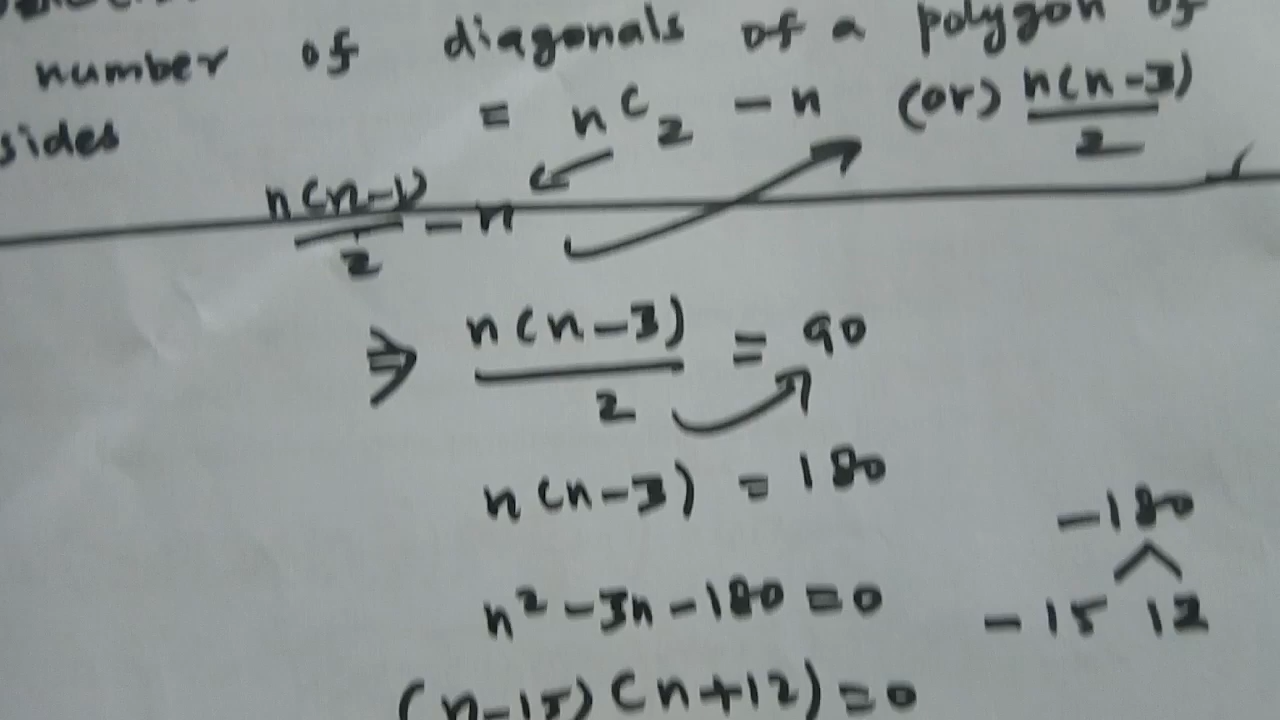 number of diagonals of a polygon of
sides = nC₂ - n (or) n(n-3)/2
n(n-1)/2 - n
⇒ n(n-3)/2 = 90
n(n-3) = 180
-180
n² - 3n - 180 = 0
-15 12
(n-15)(n+12) = 0